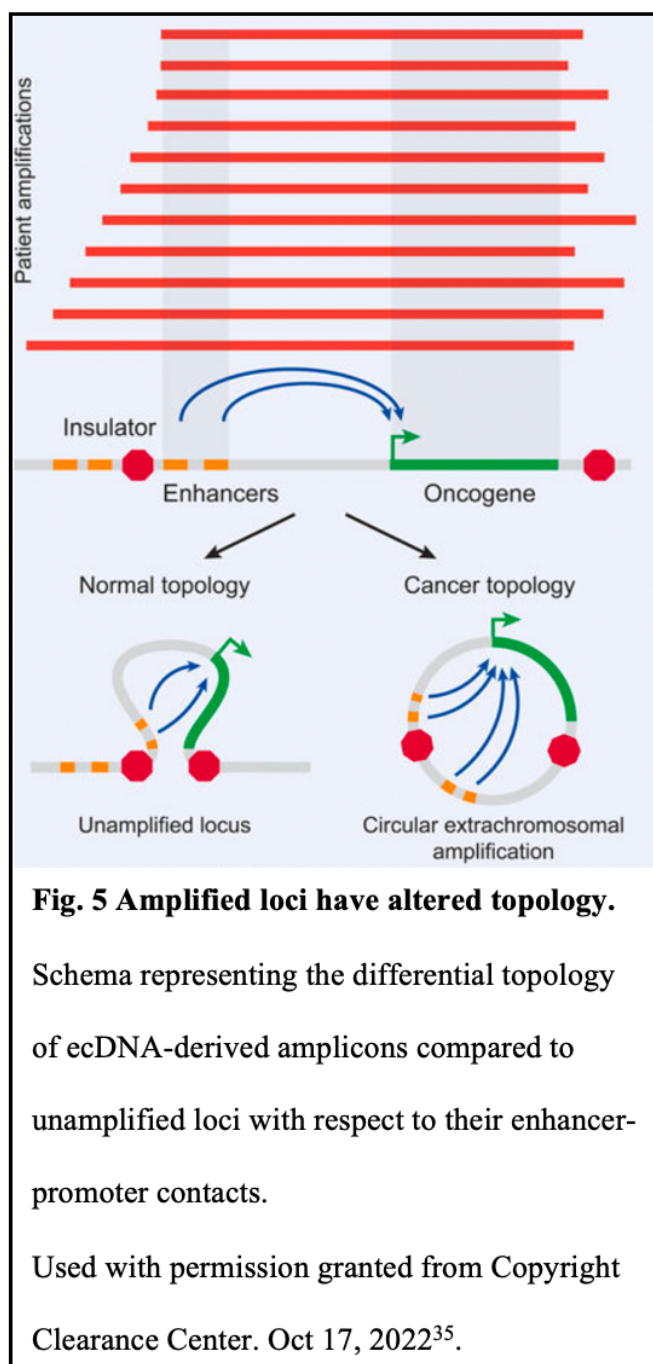 Patient amplifications
Insulator
Enhancers
Oncogene
Normal topology
Cancer topology
Unamplified locus
Circular extrachromosomal
amplification
Fig. 5 Amplified loci have altered topology.
Schema representing the differential topology
of ecDNA-derived amplicons compared to
unamplified loci with respect to their enhancer-
promoter contacts.
Used with permission granted from Copyright
Clearance Center. Oct 17, 2022³⁵.